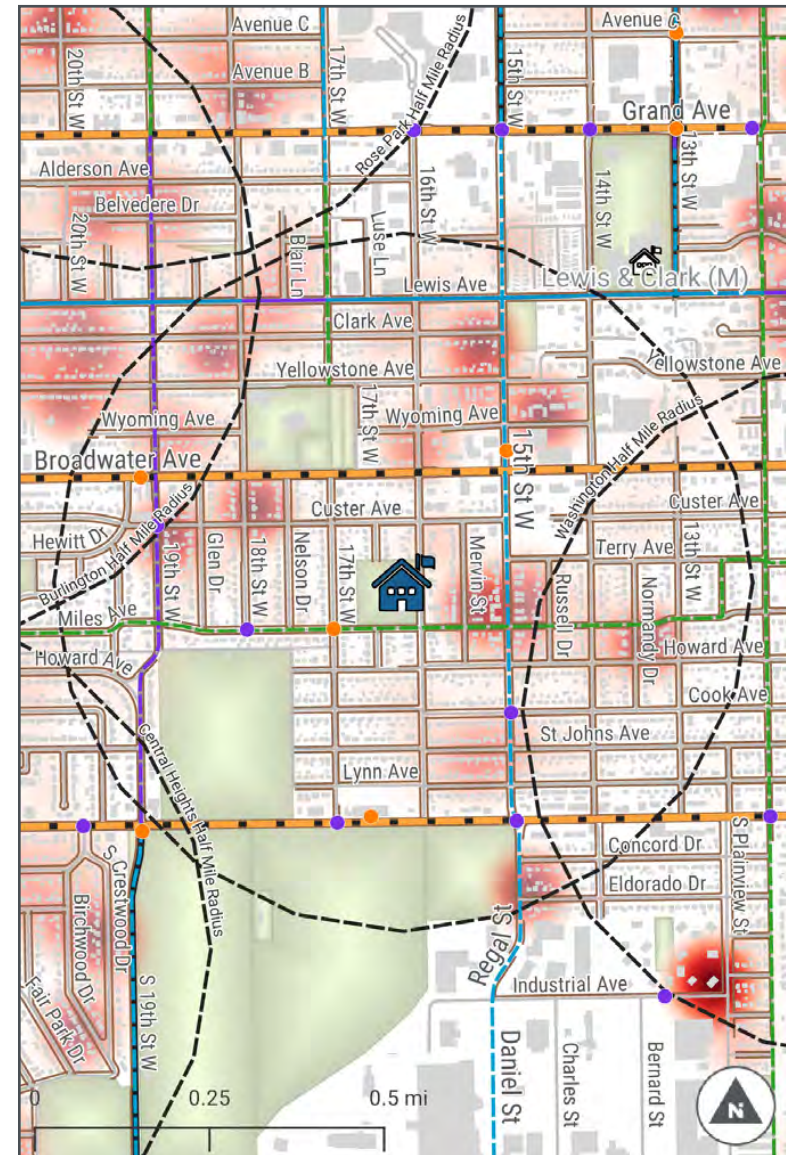 Avenue C
Avenue C
20th St W
17th St W
15th St W
Avenue B
Rose Park Half Mile Radius
Grand Ave
13th St W
Alderson Ave
16th St W
14th St W
Belvedere Dr
20th St W
Blair Ln
Luse Ln
Lewis Ave
Lewis & Clark (M)
Clark Ave
Yellowstone Ave
Yellowstone Ave
17th St W
Wyoming Ave
Wyoming Ave
15th St W
Washington Half Mile Radius
Broadwater Ave
Burlington Half Mile Radius
Custer Ave
Custer Ave
Hewitt Dr
19th St W
Glen Dr
18th St W
Nelson Dr
17th St W
Mervin St
Terry Ave
13th St W
Russell Dr
Normandy Dr
Miles Ave
Howard Ave
Howard Ave
Cook Ave
Central Heights Half Mile Radius
St Johns Ave
Lynn Ave
Concord Dr
S Plainview St
Eldorado Dr
S Crestwood Dr
Birchwood Dr
Fair Park Dr
S 19th St W
Regal St
Industrial Ave
Daniel St
Charles St
Bernard St
0 0.25 0.5 mi
N